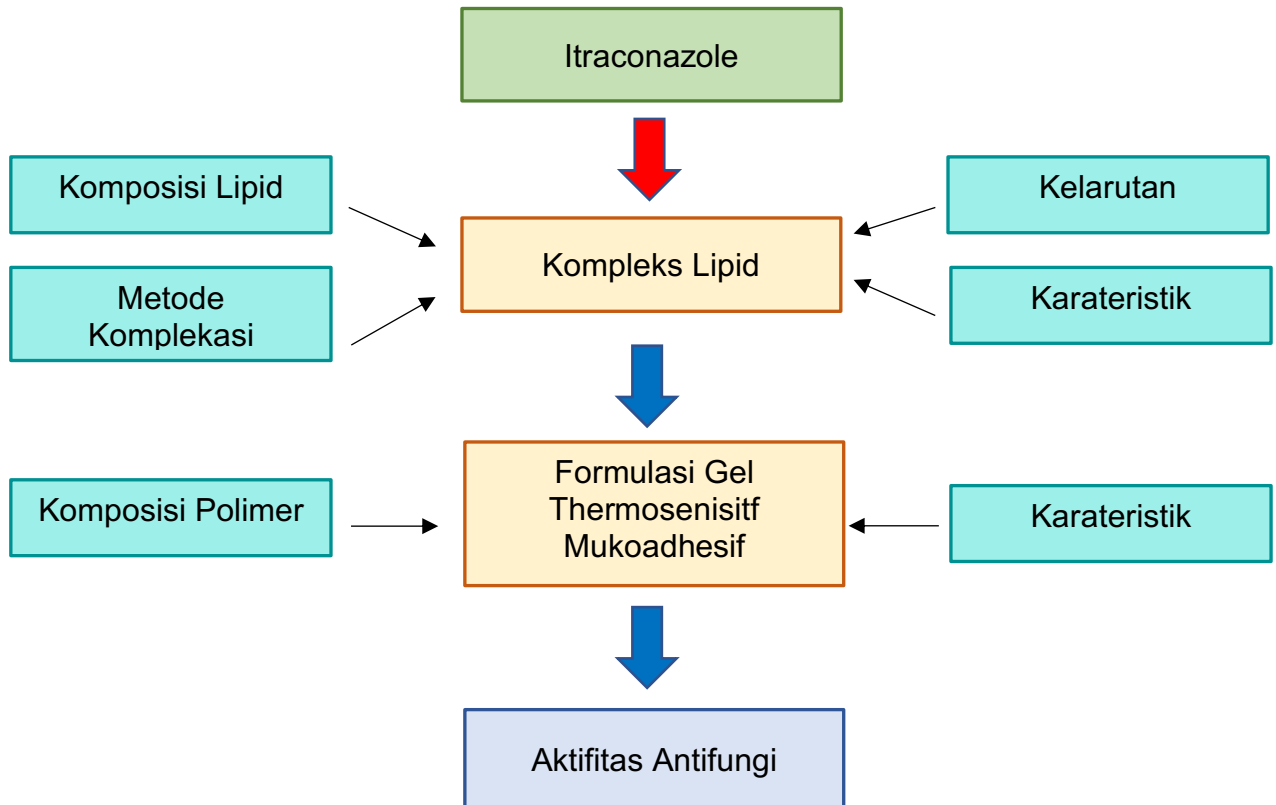 Itraconazole
Komposisi Lipid
Kelarutan
Kompleks Lipid
Metode
Komplekasi
Karateristik
Formulasi Gel
Thermosenisitf
Mukoadhesif
Komposisi Polimer
Karateristik
Aktifitas Antifungi